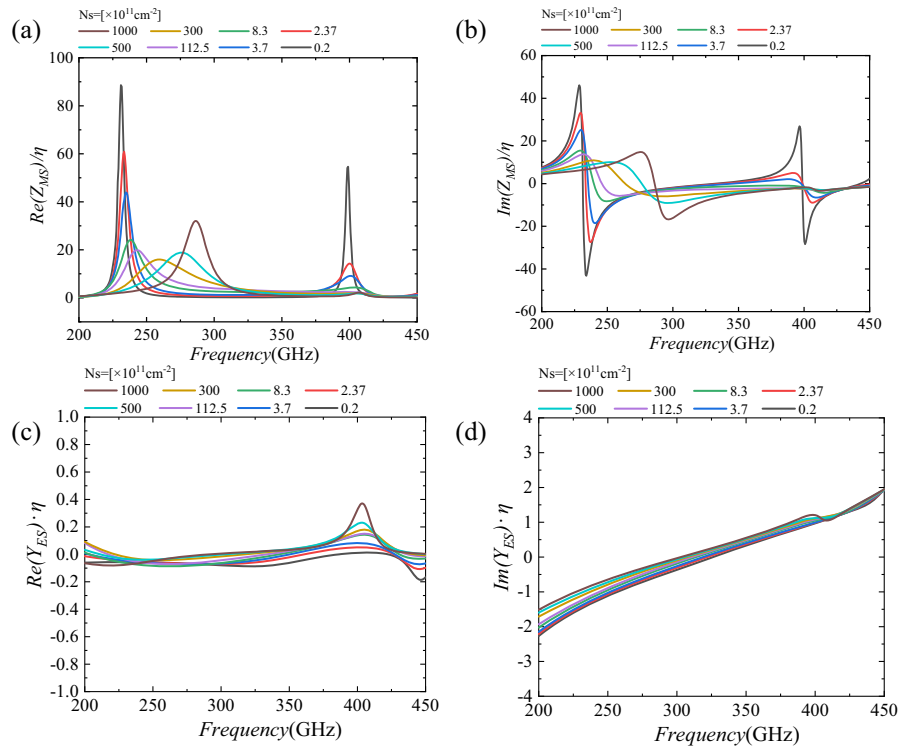 Ns=[×10¹¹cm⁻²]
1000 300 8.3 2.37
500 112.5 3.7 0.2
(a)
Re(Z_MS)/η
100
80
60
40
20
0
200 250 300 350 400 450
Frequency(GHz)
Ns=[×10¹¹cm⁻²]
1000 300 8.3 2.37
500 112.5 3.7 0.2
(b)
Im(Z_MS)/η
60
40
20
0
-20
-40
-60
200 250 300 350 400 450
Frequency(GHz)
Ns=[×10¹¹cm⁻²]
1000 300 8.3 2.37
500 112.5 3.7 0.2
(c)
Re(Y_ES)· η
1.0
0.8
0.6
0.4
0.2
0.0
-0.2
-0.4
-0.6
-0.8
-1.0
200 250 300 350 400 450
Frequency(GHz)
Ns=[×10¹¹cm⁻²]
1000 300 8.3 2.37
500 112.5 3.7 0.2
(d)
Im(Y_ES)· η
4
3
2
1
0
-1
-2
-3
-4
200 250 300 350 400 450
Frequency(GHz)